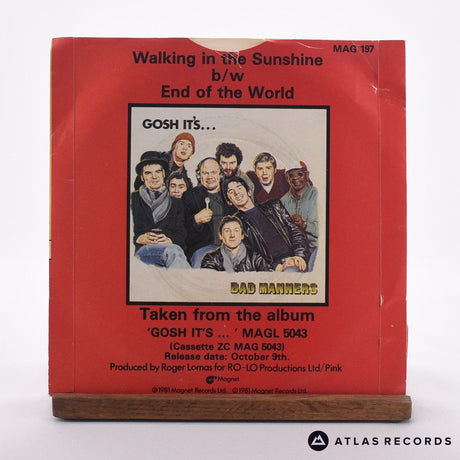 MAG 197
Walking in the Sunshine
b/w
End of the World
GOSH IT'S...
BAD MANNERS
Taken from the album
'GOSH IT'S ... ' MAGL 5043
(Cassette ZC MAG 5043)
Release date: October 9th.
Produced by Roger Lomas for RO-LO Productions Ltd/Pink
Magnet
℗1981 Magnet Records Ltd. ©1981 Magnet Records Ltd.
ATLAS RECORDS